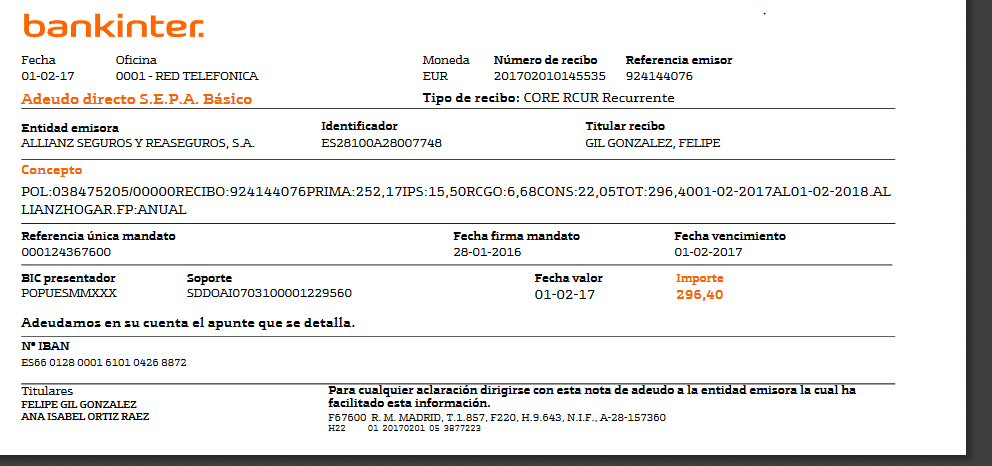 bankinter.
Fecha Oficina Moneda Número de recibo Referencia emisor
01-02-17 0001 - RED TELEFONICA EUR 201702010145535 924144076
Adeudo directo S.E.P.A. Básico Tipo de recibo: CORE RCUR Recurrente
Entidad emisora Identificador Titular recibo
ALLIANZ SEGUROS Y REASEGUROS, S.A. ES28100A28007748 GIL GONZALEZ, FELIPE
Concepto
POL:038475205/00000RECIBO:924144076PRIMA:252,17IPS:15,50RCGO:6,68CONS:22,05TOT:296,4001-02-2017AL01-02-2018.AL
LIANZHOGAR.FP:ANUAL
Referencia única mandato Fecha firma mandato Fecha vencimiento
000124367600 28-01-2016 01-02-2017
BIC presentador Soporte Fecha valor Importe
POPUESMMXXX SDDOAI0703100001229560 01-02-17 296,40
Adeudamos en su cuenta el apunte que se detalla.
Nº IBAN
ES66 0128 0001 6101 0426 8872
Titulares
FELIPE GIL GONZALEZ
ANA ISABEL ORTIZ RAEZ
Para cualquier aclaración dirigirse con esta nota de adeudo a la entidad emisora la cual ha
facilitado esta información.
F67600 R. M. MADRID, T.1.857, F220, H.9.643, N.I.F., A-28-157360
H22 01 20170201 05 3877223